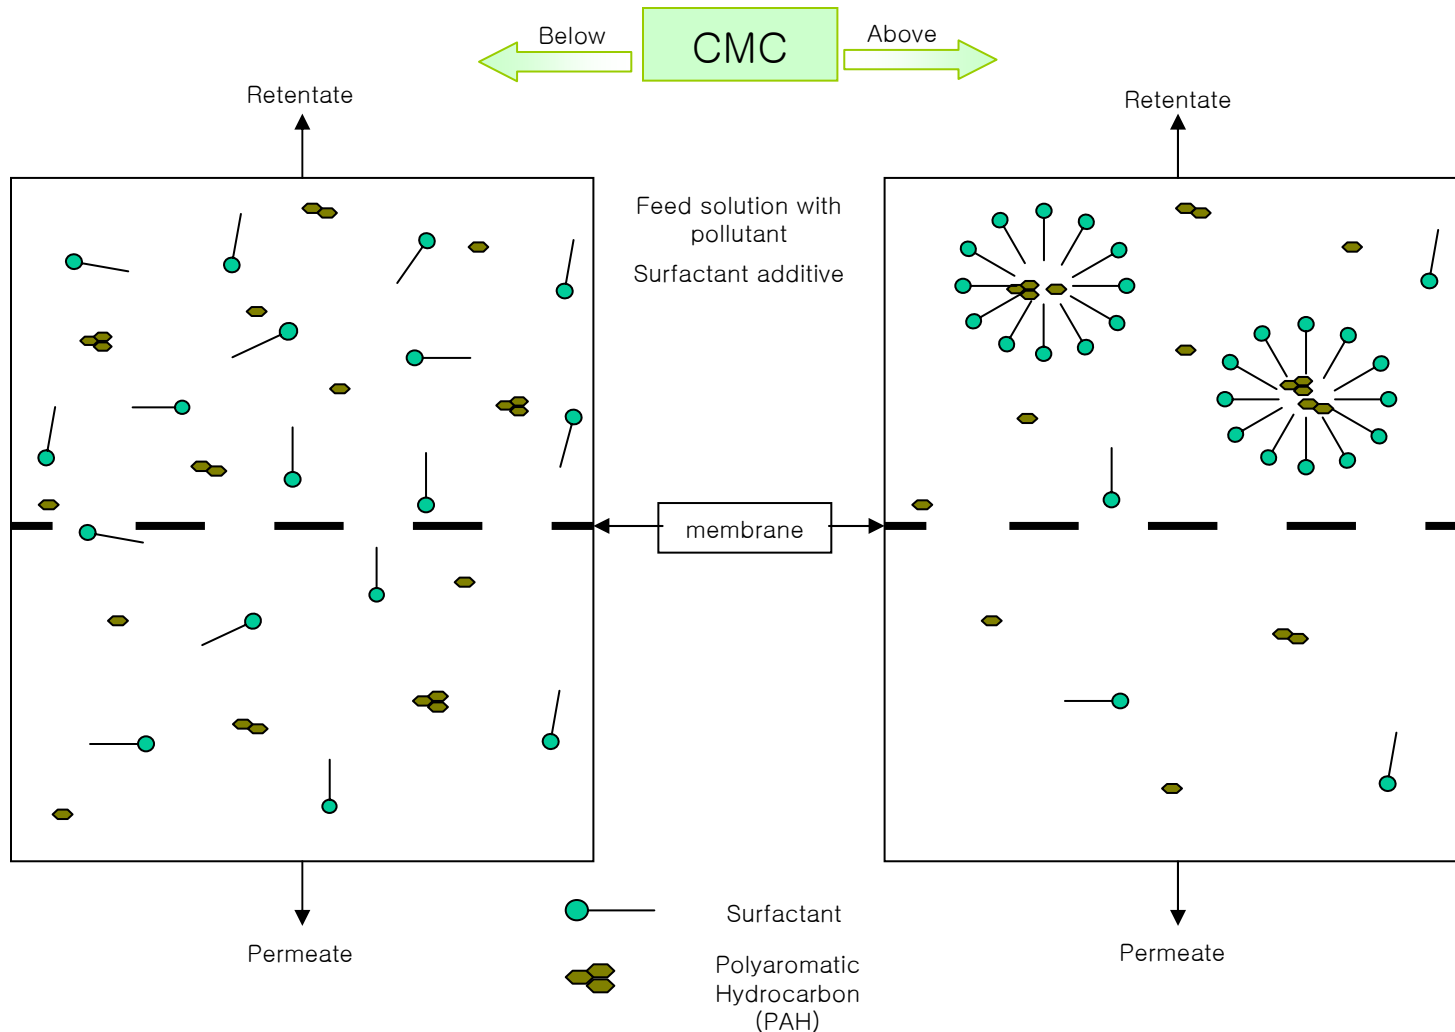 Below
CMC
Above
Retentate
Retentate
Feed solution with
pollutant
Surfactant additive
membrane
Surfactant
Permeate
Permeate
Polyaromatic
Hydrocarbon
(PAH)